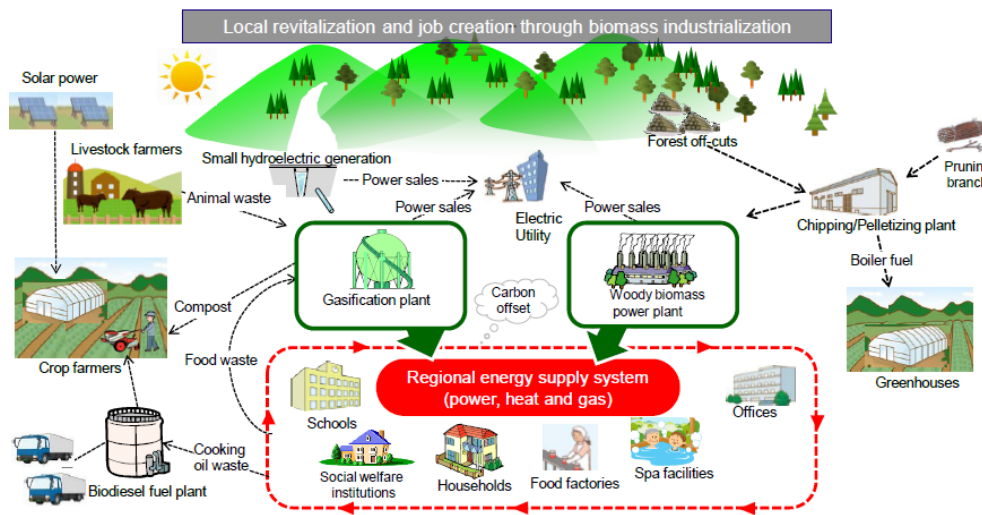 Local revitalization and job creation through biomass industrialization
Solar power
Livestock farmers
Small hydroelectric generation
Power sales
Forest off-cuts
Prunin
branch
Animal waste
Power sales
Electric
Utility
Power sales
Chipping/Pelletizing plant
Boiler fuel
Gasification plant
Carbon
offset
Woody biomass
power plant
Compost
Food waste
Crop farmers
Greenhouses
Regional energy supply system
(power, heat and gas)
Schools
Offices
Cooking
oil waste
Social welfare
institutions
Households
Food factories
Spa facilities
Biodiesel fuel plant